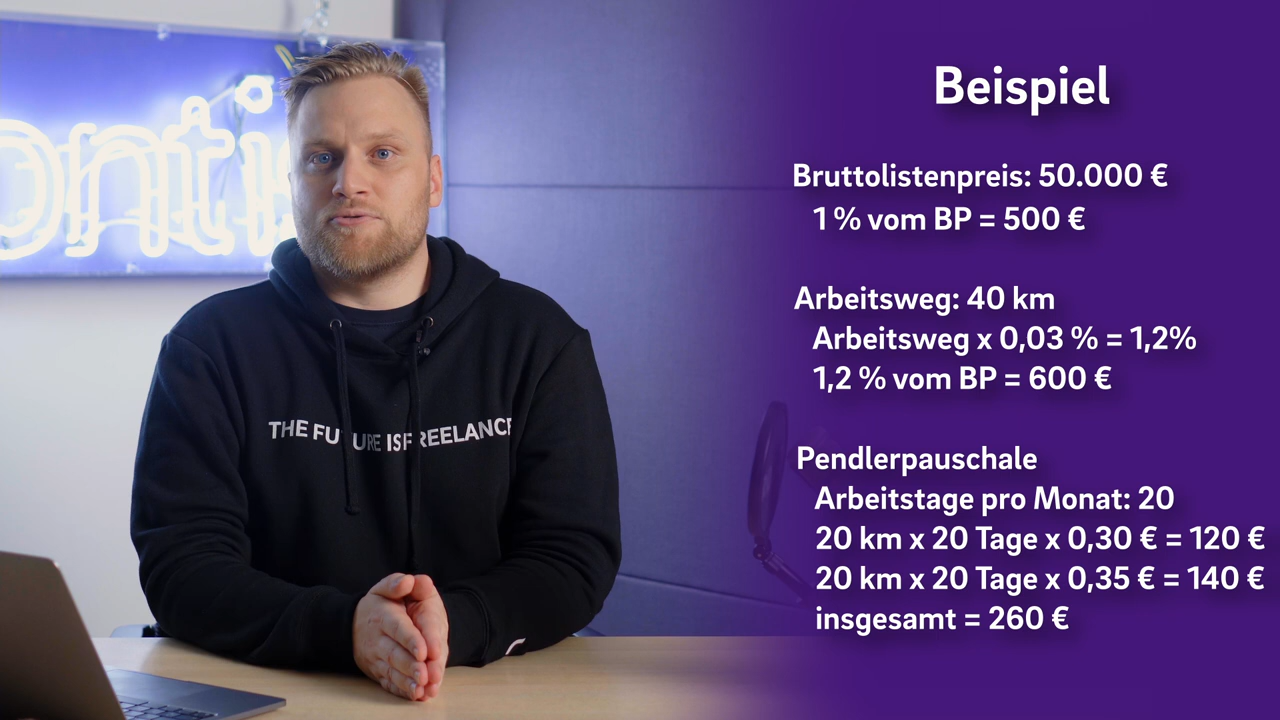 onti
THE FUTURE IS FREELANCE
Beispiel
Bruttolistenpreis: 50.000 €
1 % vom BP = 500 €
Arbeitsweg: 40 km
Arbeitsweg x 0,03 % = 1,2%
1,2 % vom BP = 600 €
Pendlerpauschale
Arbeitstage pro Monat: 20
20 km x 20 Tage x 0,30 € = 120 €
20 km x 20 Tage x 0,35 € = 140 €
insgesamt = 260 €